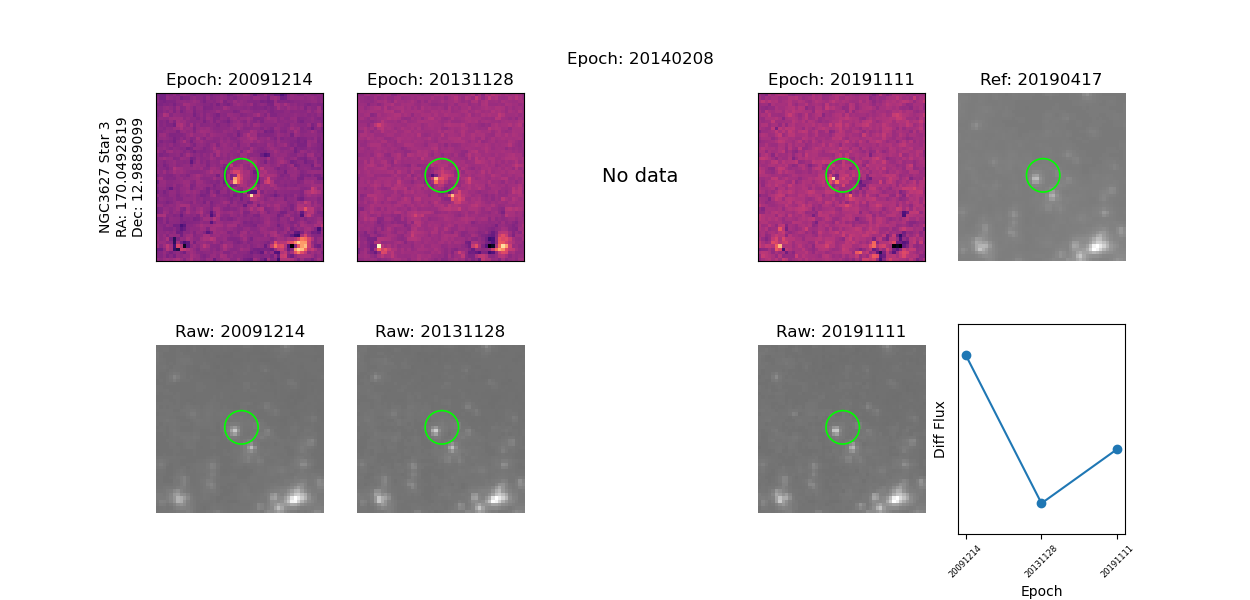 Epoch: 20140208
Epoch: 20091214
Epoch: 20131128
Epoch: 20191111
Ref: 20190417
NGC3627 Star 3
RA: 170.0492819
Dec: 12.9889099
No data
Raw: 20091214
Raw: 20131128
Raw: 20191111
Diff Flux
20091214
20131128
20191111
Epoch